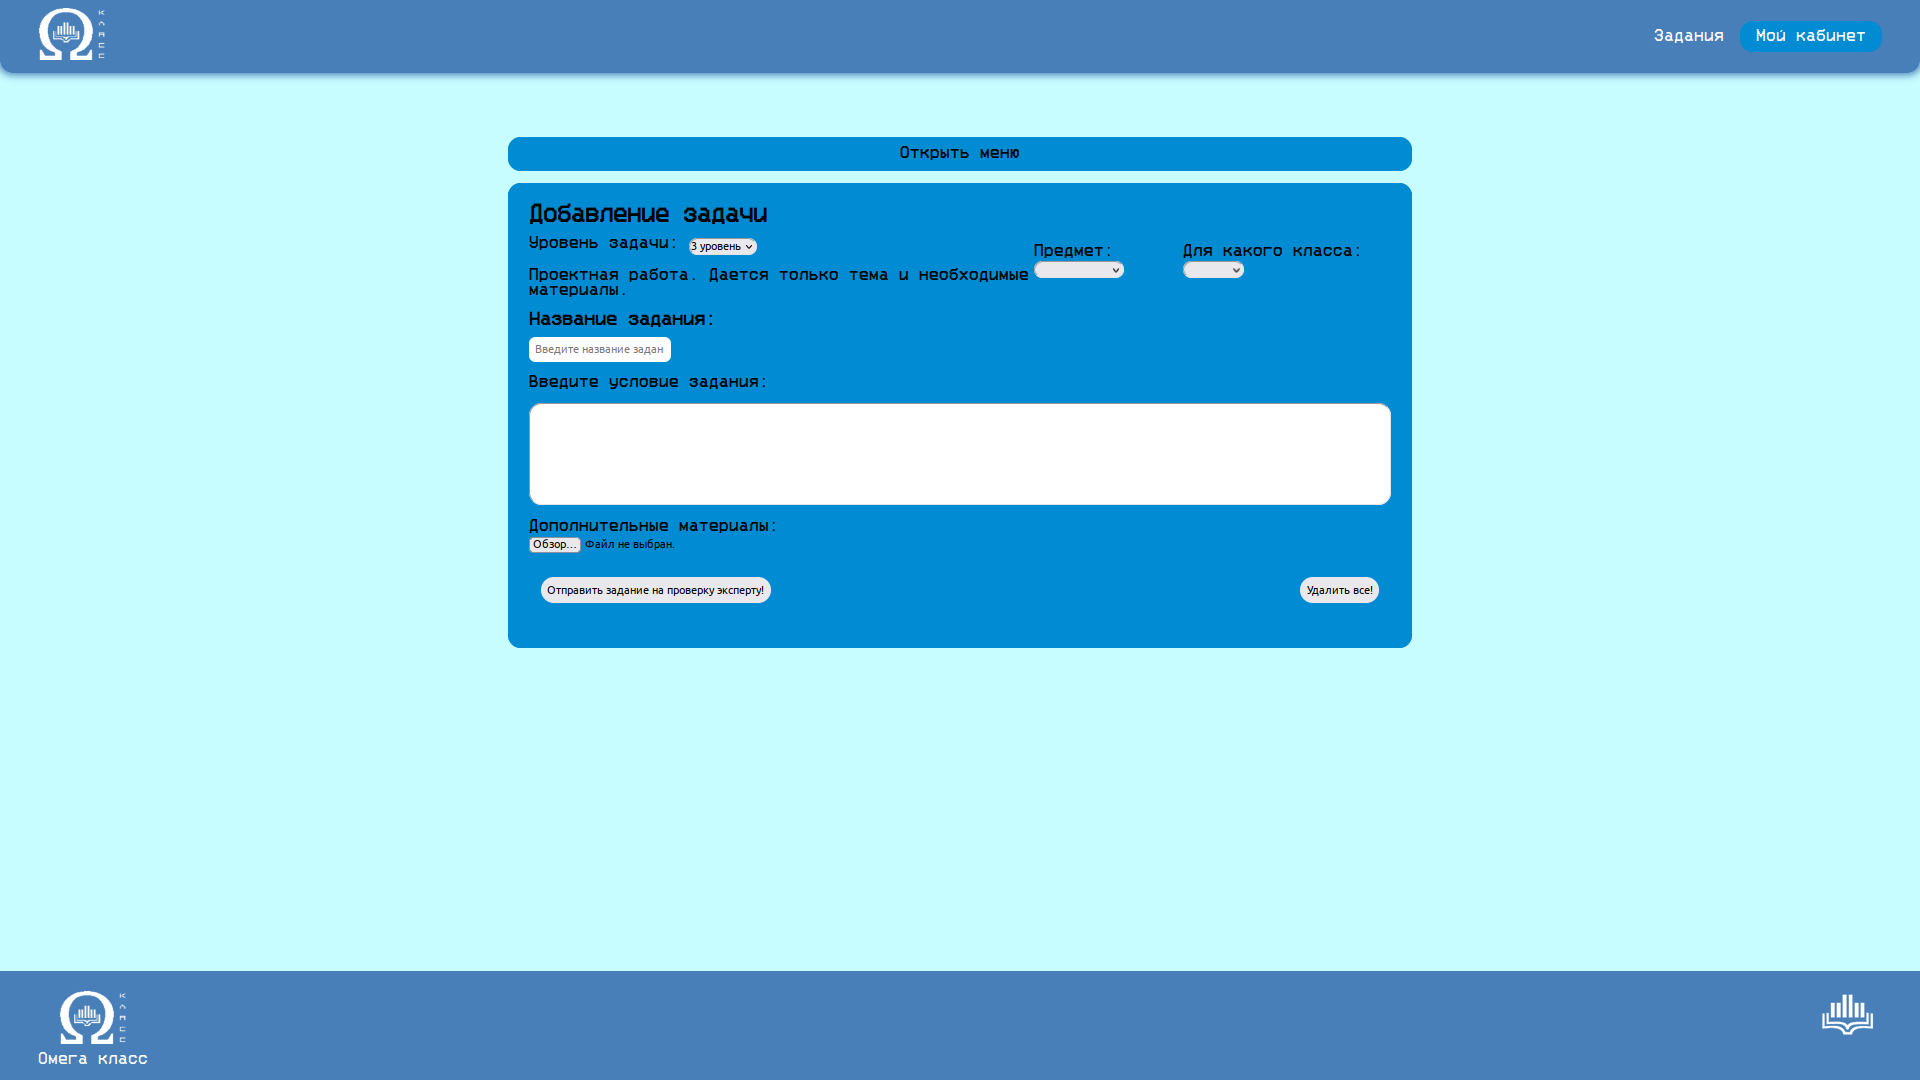 КЛАСС
Задания
Мой кабинет
Открыть меню
Добавление задачи
Уровень задачи: 3 уровень
Предмет:
Для какого класса:
Проектная работа. Дается только тема и необходимые
материалы.
Название задания:
Введите название задан
Введите условие задания:
Дополнительные материалы:
Обзор... Файл не выбран.
Отправить задание на проверку эксперту!
Удалить все!
КЛАСС
Омега класс